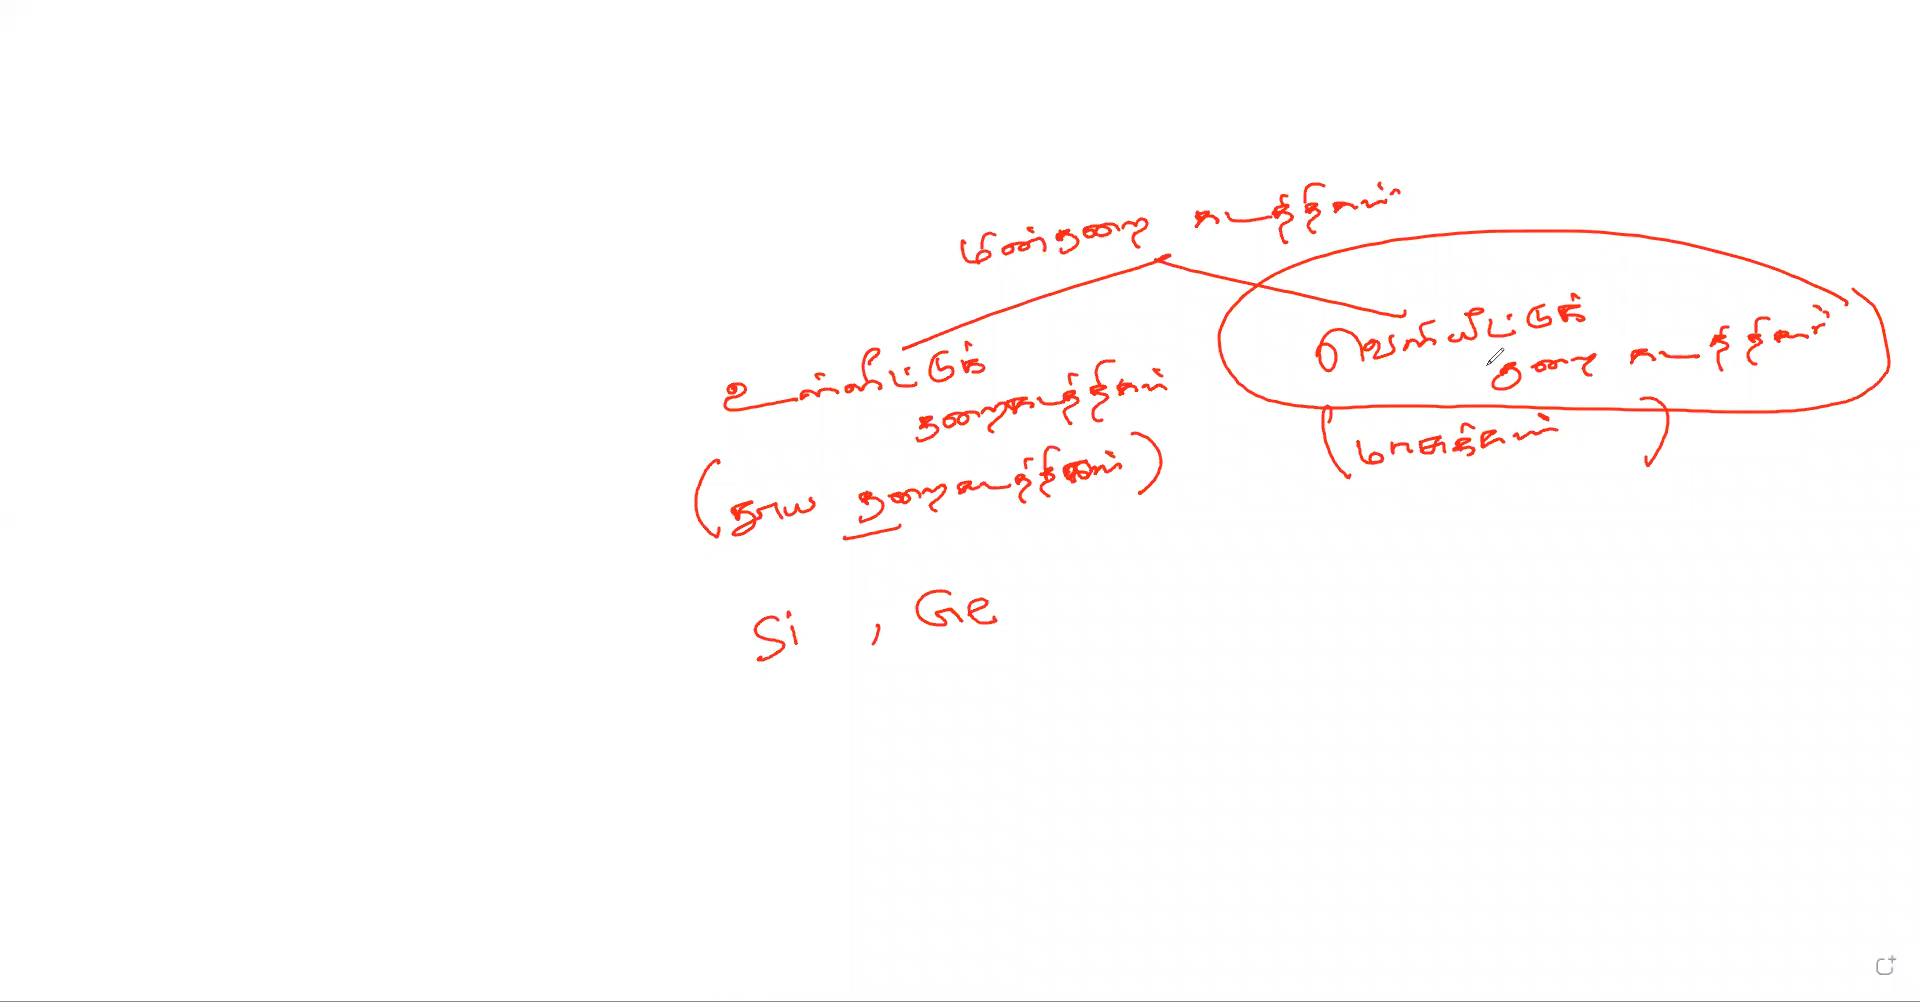 மின்குறை கடத்திகள்
உள்ளீட்டுக் குறைகடத்திகள்
(தூய குறைகடத்திகள்)
Si , Ge
வெளியீட்டுக் குறை கடத்திகள்
(மாசுக்கள்)